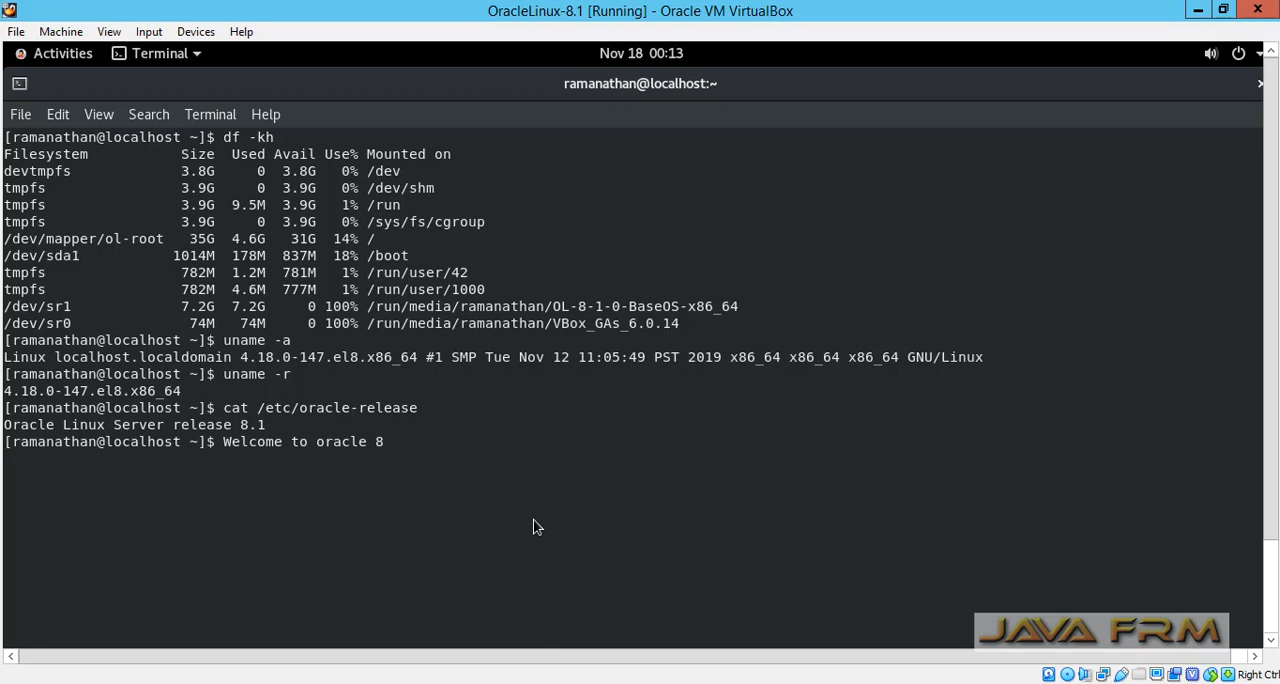 OracleLinux-8.1 [Running] - Oracle VM VirtualBox
File Machine View Input Devices Help
Activities Terminal Nov 18 00:13
ramanathan@localhost:~
File Edit View Search Terminal Help
[ramanathan@localhost ~]$ df -kh
Filesystem Size Used Avail Use% Mounted on
devtmpfs 3.8G 0 3.8G 0% /dev
tmpfs 3.9G 0 3.9G 0% /dev/shm
tmpfs 3.9G 9.5M 3.9G 1% /run
tmpfs 3.9G 0 3.9G 0% /sys/fs/cgroup
/dev/mapper/ol-root 35G 4.6G 31G 14% /
/dev/sda1 1014M 178M 837M 18% /boot
tmpfs 782M 1.2M 781M 1% /run/user/42
tmpfs 782M 4.6M 777M 1% /run/user/1000
/dev/sr1 7.2G 7.2G 0 100% /run/media/ramanathan/OL-8-1-0-BaseOS-x86_64
/dev/sr0 74M 74M 0 100% /run/media/ramanathan/VBox_GAs_6.0.14
[ramanathan@localhost ~]$ uname -a
Linux localhost.localdomain 4.18.0-147.el8.x86_64 #1 SMP Tue Nov 12 11:05:49 PST 2019 x86_64 x86_64 x86_64 GNU/Linux
[ramanathan@localhost ~]$ uname -r
4.18.0-147.el8.x86_64
[ramanathan@localhost ~]$ cat /etc/oracle-release
Oracle Linux Server release 8.1
[ramanathan@localhost ~]$ Welcome to oracle 8
JAVA FRM
Right Ctrl